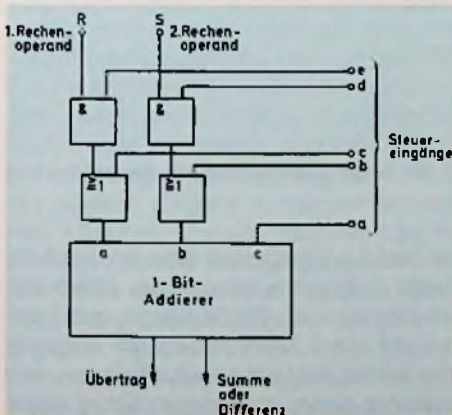 R
S
1. Rechen-
operand
2. Rechen-
operand
e
&
&
d
Steuer-
eingänge
c
≧1
≧1
b
a
a
b
c
1-Bit-
Addierer
Übertrag
Summe
oder
Differenz